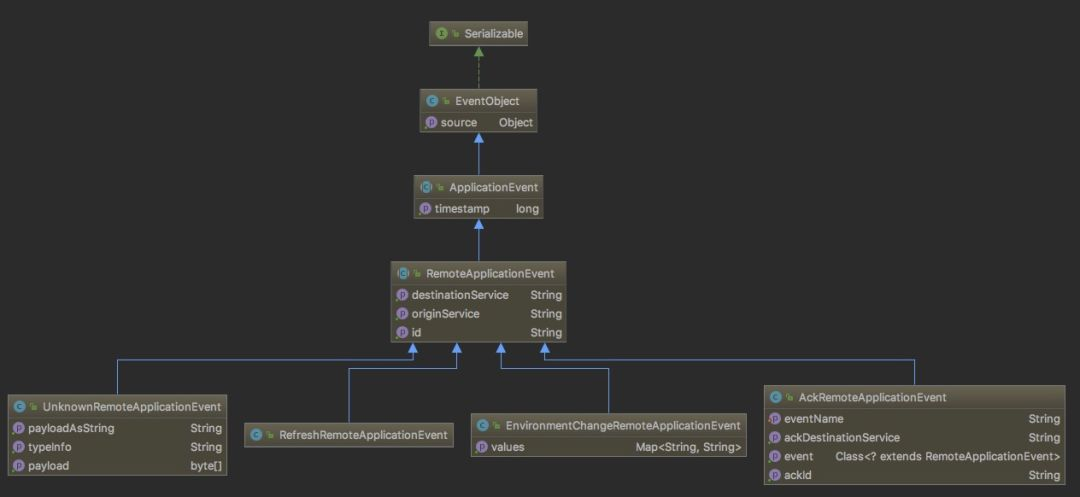 Serializable
EventObject
source Object
ApplicationEvent
timestamp long
RemoteApplicationEvent
destinationService String
originService String
id String
UnknownRemoteApplicationEvent
payloadAsString String
typeInfo String
payload byte[]
RefreshRemoteApplicationEvent
EnvironmentChangeRemoteApplicationEvent
values Map<String, String>
AckRemoteApplicationEvent
eventName String
ackDestinationService String
event Class<? extends RemoteApplicationEvent>
ackId String